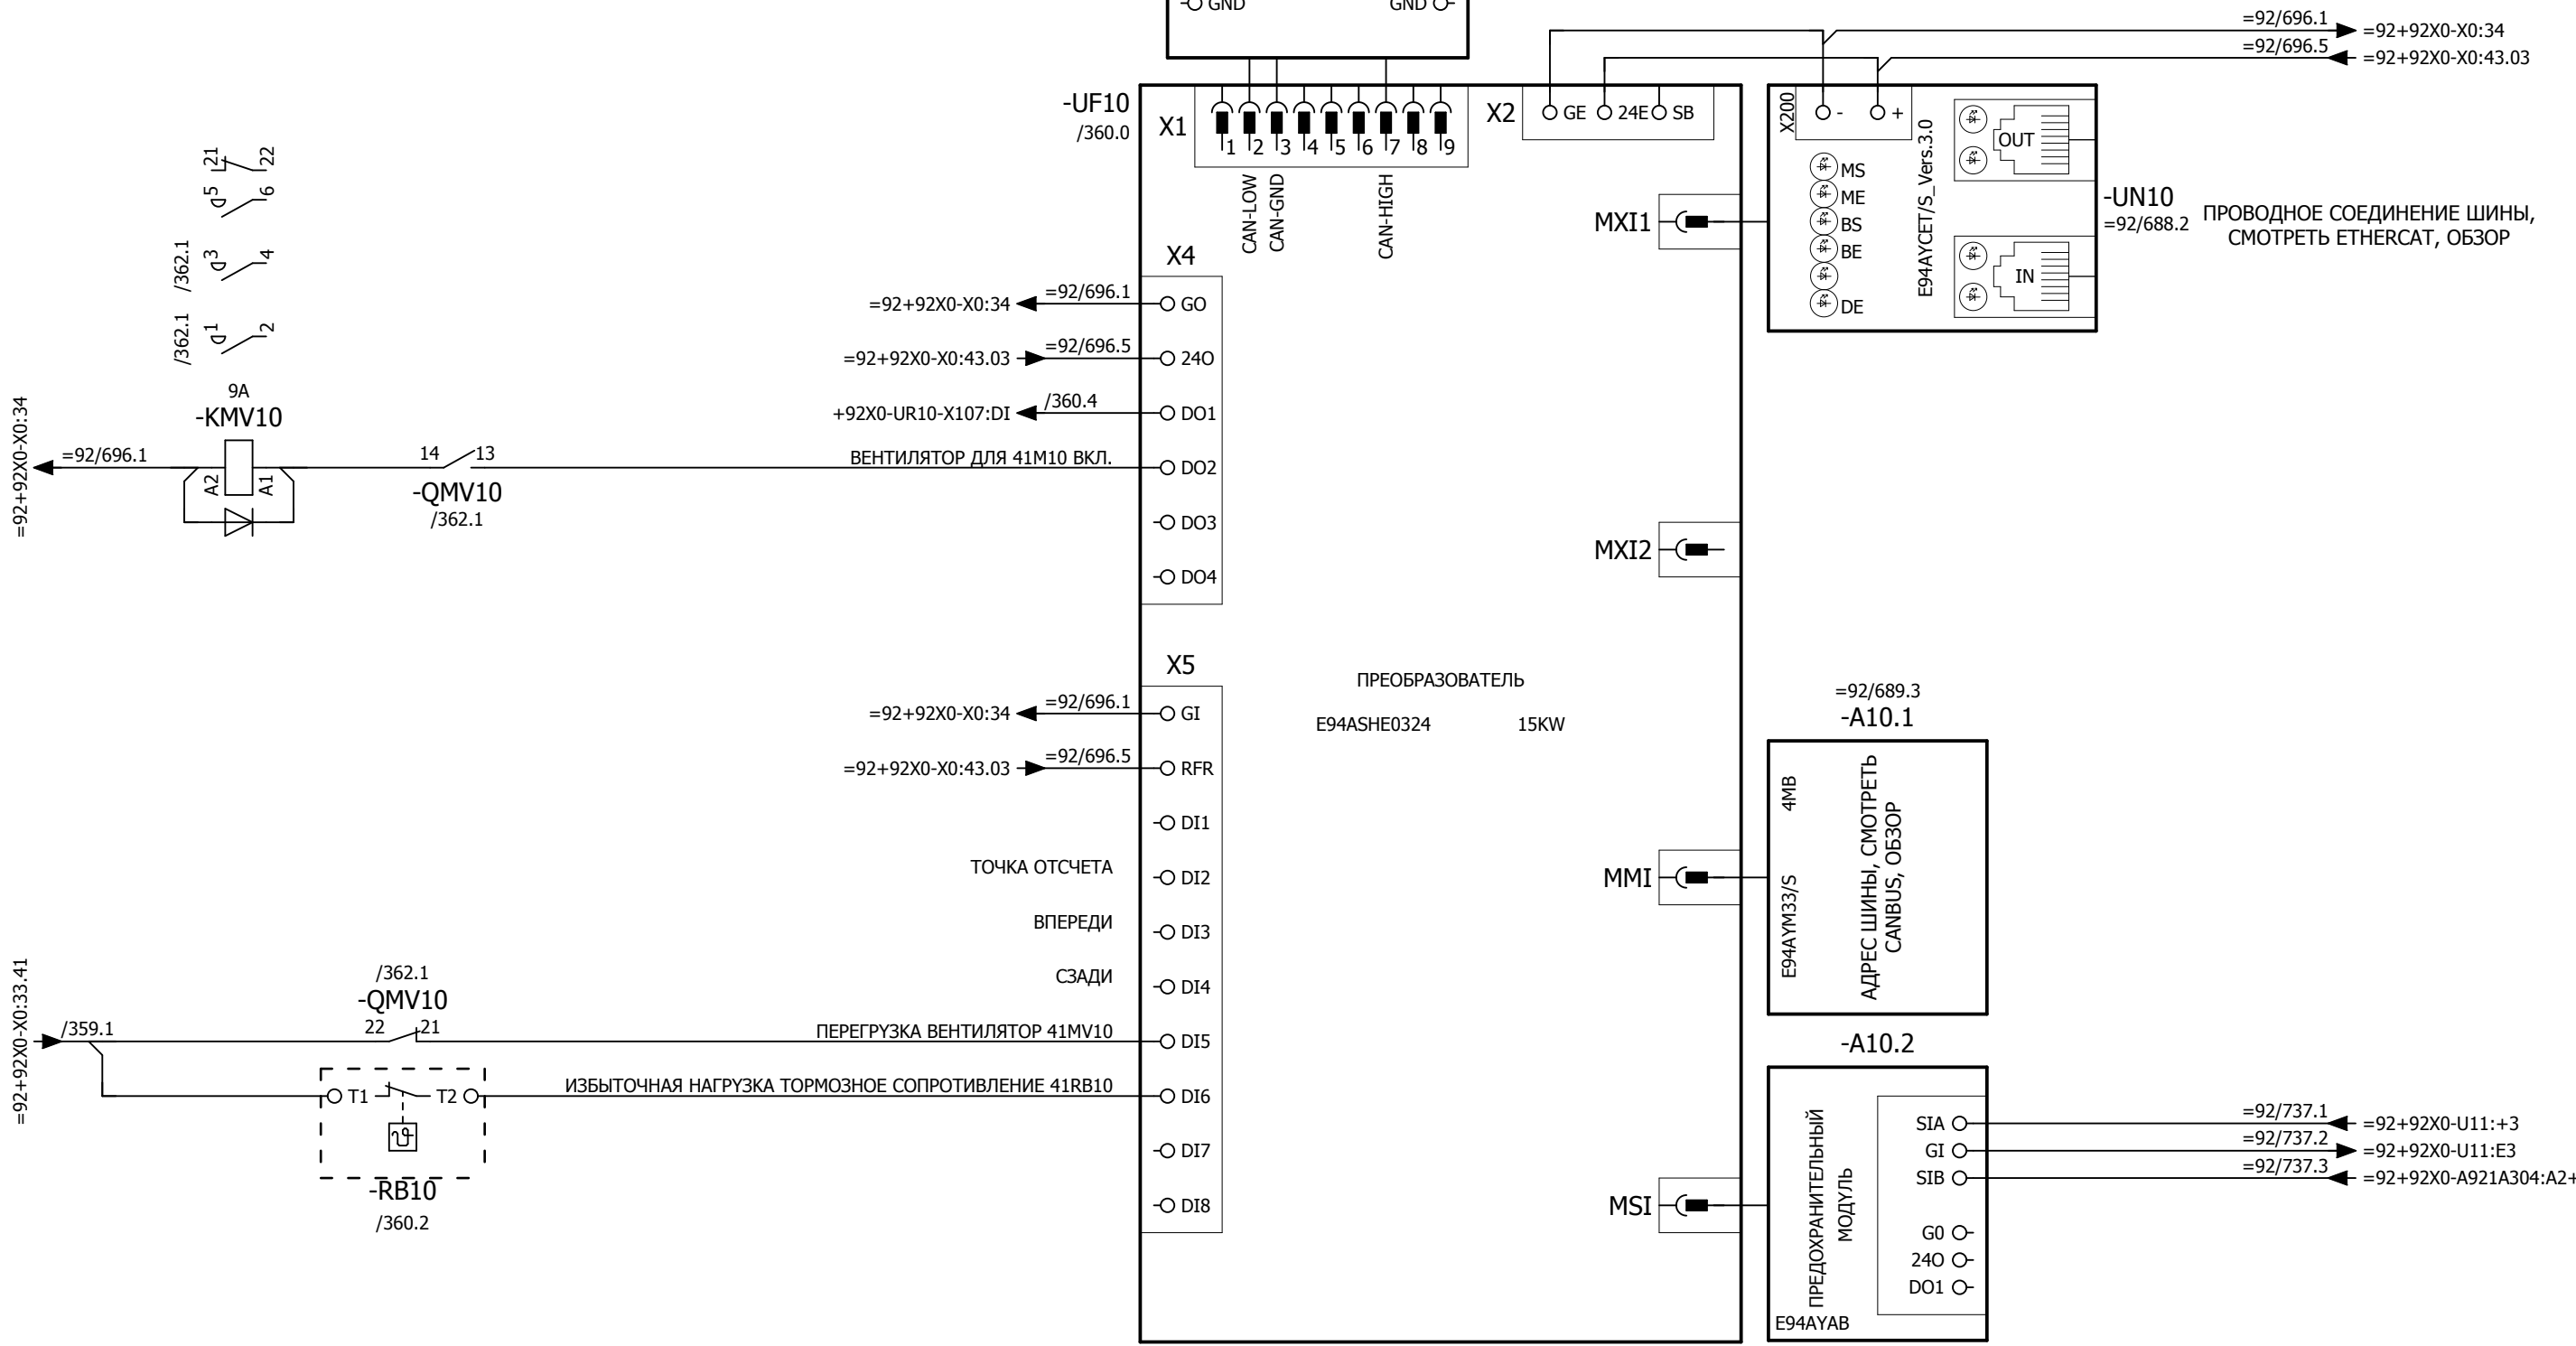 GND GND
=92/696.1
=92+92X0-X0:34
=92/696.5
=92+92X0-X0:43.03
-UF10
/360.0
X1
1 2 3 4 5 6 7 8 9
CAN-LOW
CAN-GND
CAN-HIGH
X2
GE 24E SB
X200
- +
E94AYCET/S_Vers.3.0
OUT
IN
MS
ME
BS
BE
DE
-UN10
=92/688.2
ПРОВОДНОЕ СОЕДИНЕНИЕ ШИНЫ,
СМОТРЕТЬ ETHERCAT, ОБЗОР
MXI1
MXI2
MMI
MSI
21 22
5 6
/362.1
3 4
/362.1
1 2
9A
-KMV10
=92+92X0-X0:34
=92/696.1
A2 A1
14 13
-QMV10
/362.1
X4
=92+92X0-X0:34 =92/696.1 GO
=92+92X0-X0:43.03 =92/696.5 24O
+92X0-UR10-X107:DI /360.4 DO1
ВЕНТИЛЯТОР ДЛЯ 41M10 ВКЛ. DO2
DO3
DO4
X5
=92+92X0-X0:34 =92/696.1 GI
=92+92X0-X0:43.03 =92/696.5 RFR
DI1
ТОЧКА ОТСЧЕТА DI2
ВПЕРЕДИ DI3
СЗАДИ DI4
=92+92X0-X0:33.41
/359.1
/362.1
-QMV10
22 21
ПЕРЕГРУЗКА ВЕНТИЛЯТОР 41MV10 DI5
T1 T2
ИЗБЫТОЧНАЯ НАГРУЗКА ТОРМОЗНОЕ СОПРОТИВЛЕНИЕ 41RB10 DI6
-RB10
/360.2
DI7
DI8
ПРЕОБРАЗОВАТЕЛЬ
E94ASHE0324 15KW
=92/689.3
-A10.1
E94AYM33/S 4MB
АДРЕС ШИНЫ, СМОТРЕТЬ
CANBUS, ОБЗОР
-A10.2
ПРЕДОХРАНИТЕЛЬНЫЙ
МОДУЛЬ
E94AYAB
SIA =92/737.1 =92+92X0-U11:+3
GI =92/737.2 =92+92X0-U11:E3
SIB =92/737.3 =92+92X0-A921A304:A2+
G0
24O
DO1